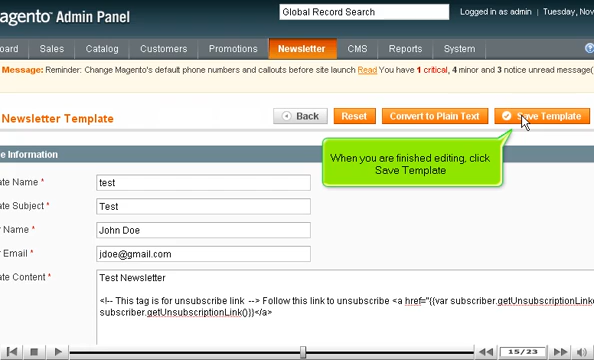 agento Admin Panel
Global Record Search
Logged in as admin | Tuesday, Nov
oard Sales Catalog Customers Promotions Newsletter CMS Reports System
Message: Reminder: Change Magento's default phone numbers and callouts before site launch Read You have 1 critical, 4 minor and 3 notice unread message(
Newsletter Template
Back Reset Convert to Plain Text Save Template
When you are finished editing, click
Save Template
e Information
ate Name * test
ate Subject * Test
r Name * John Doe
r Email * jdoe@gmail.com
ate Content * Test Newsletter
<!-- This tag is for unsubscribe link --> Follow this link to unsubscribe <a href="{{var subscriber.getUnsubscriptionLink
subscriber.getUnsubscriptionLink()}}</a>
15/23